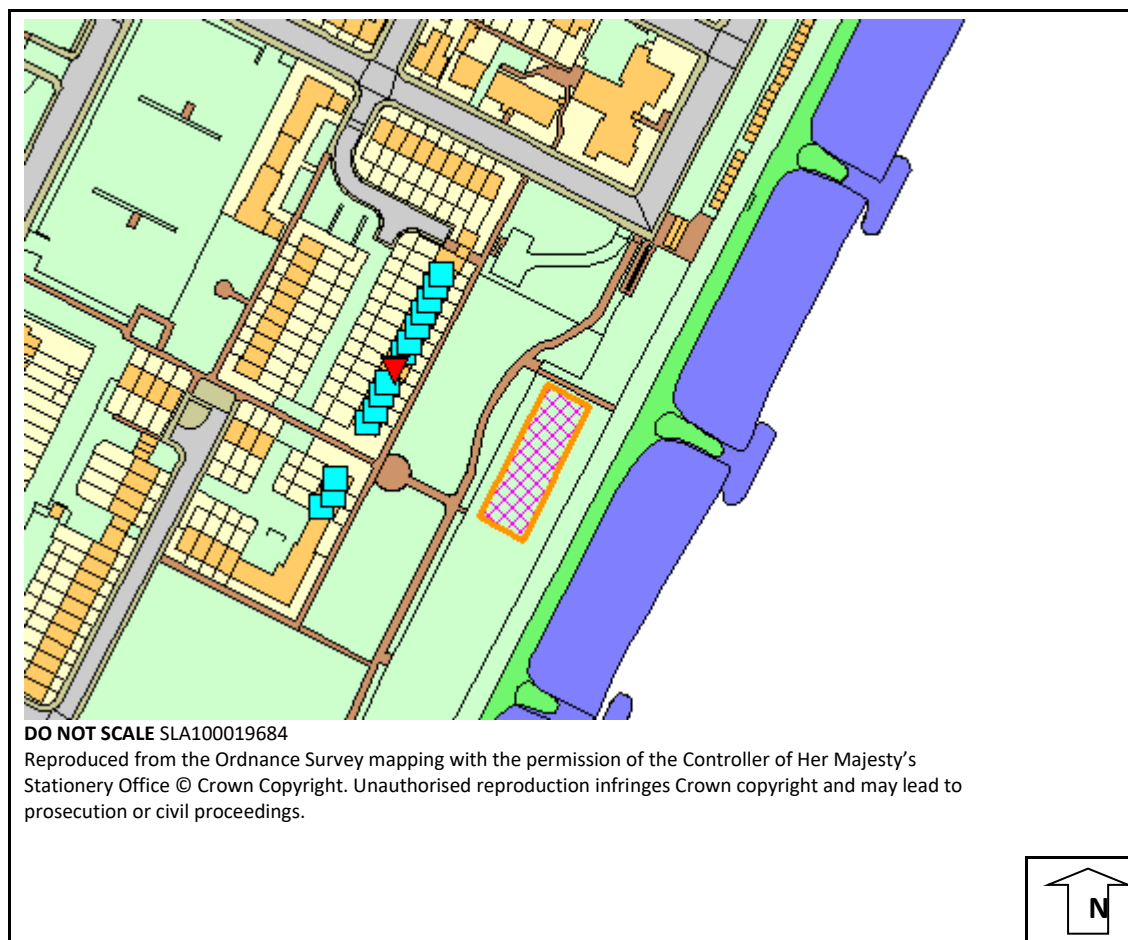 DO NOT SCALE SLA100019684
Reproduced from the Ordnance Survey mapping with the permission of the Controller of Her Majesty’s
Stationery Office © Crown Copyright. Unauthorised reproduction infringes Crown copyright and may lead to
prosecution or civil proceedings.
N